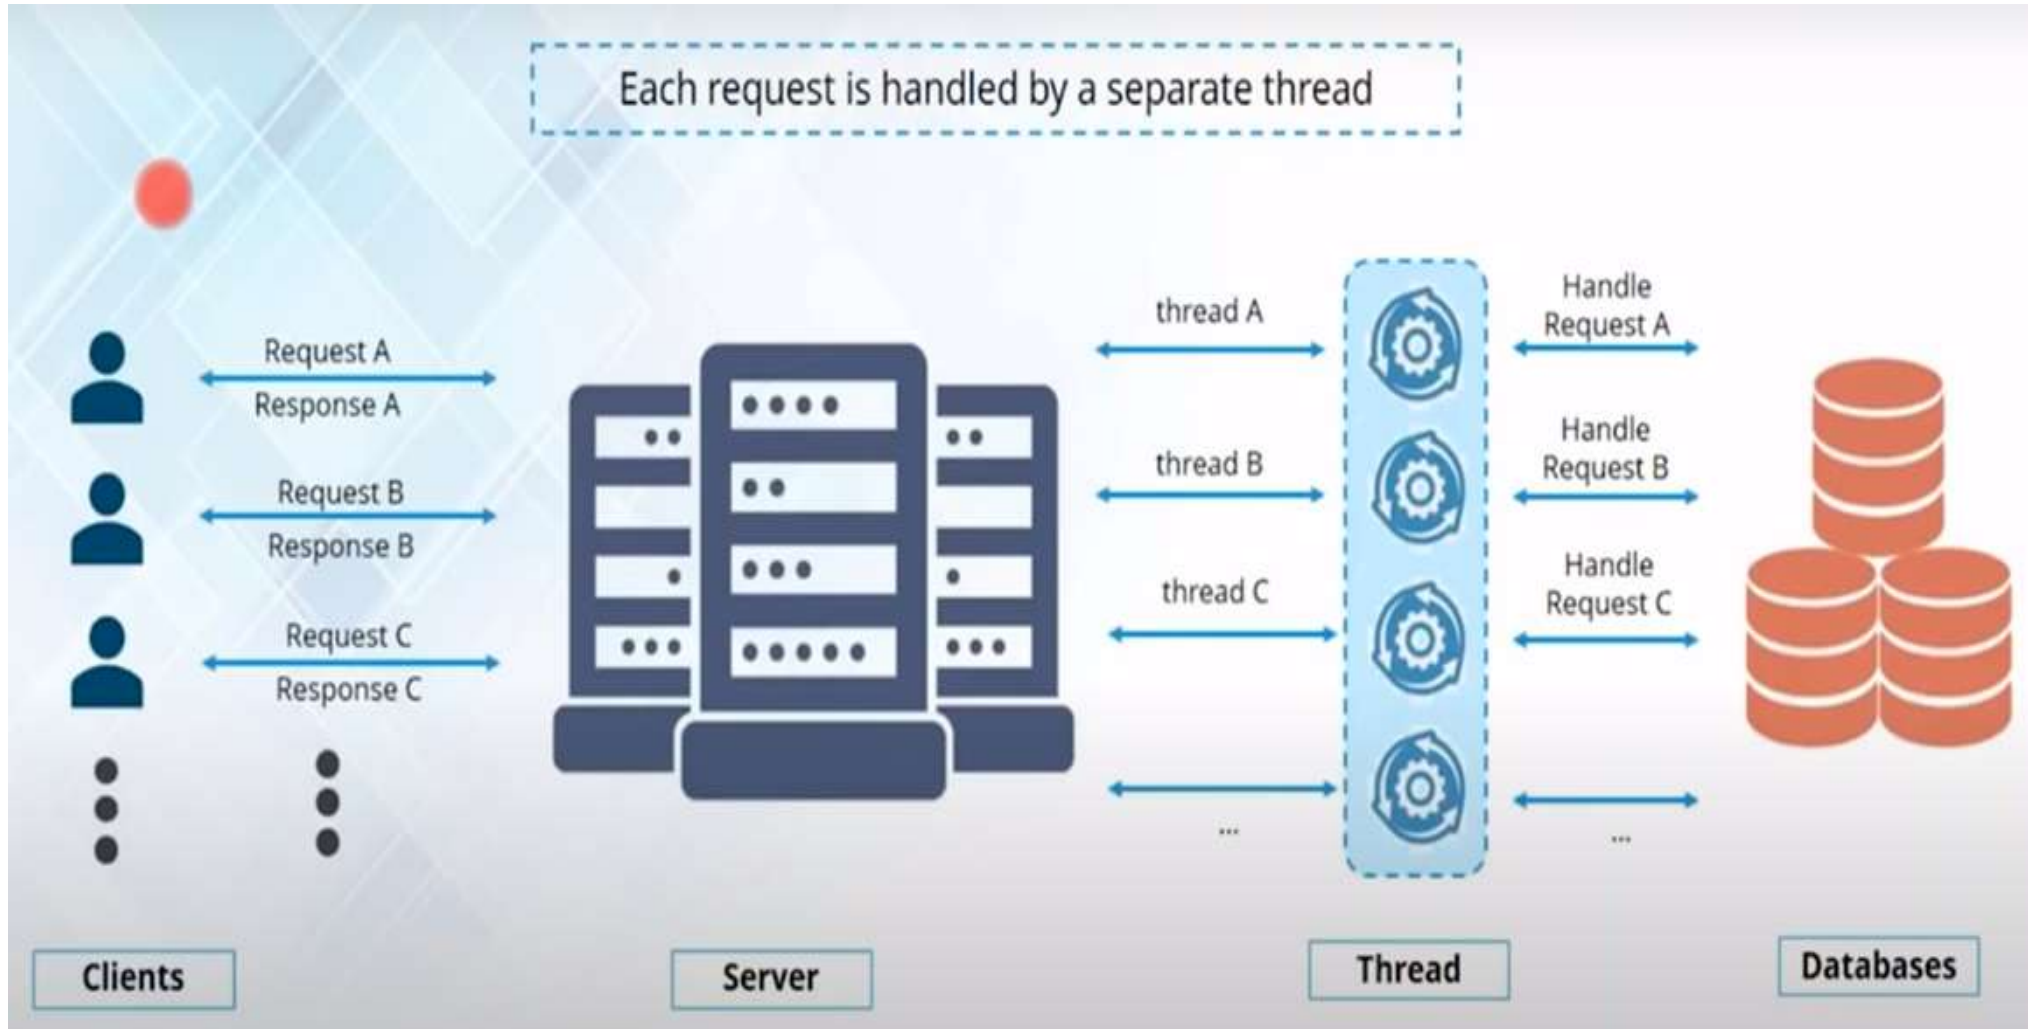 Each request is handled by a separate thread
Request A
Response A
Request B
Response B
Request C
Response C
thread A
thread B
thread C
...
Handle
Request A
Handle
Request B
Handle
Request C
...
Clients
Server
Thread
Databases